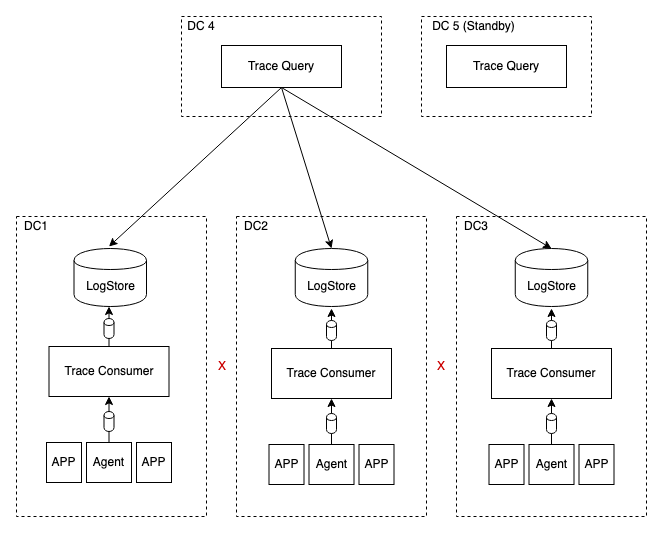 DC 4
DC 5 (Standby)
Trace Query
Trace Query
DC1
DC2
DC3
LogStore
LogStore
LogStore
Trace Consumer
X
Trace Consumer
X
Trace Consumer
APP
Agent
APP
APP
Agent
APP
APP
Agent
APP